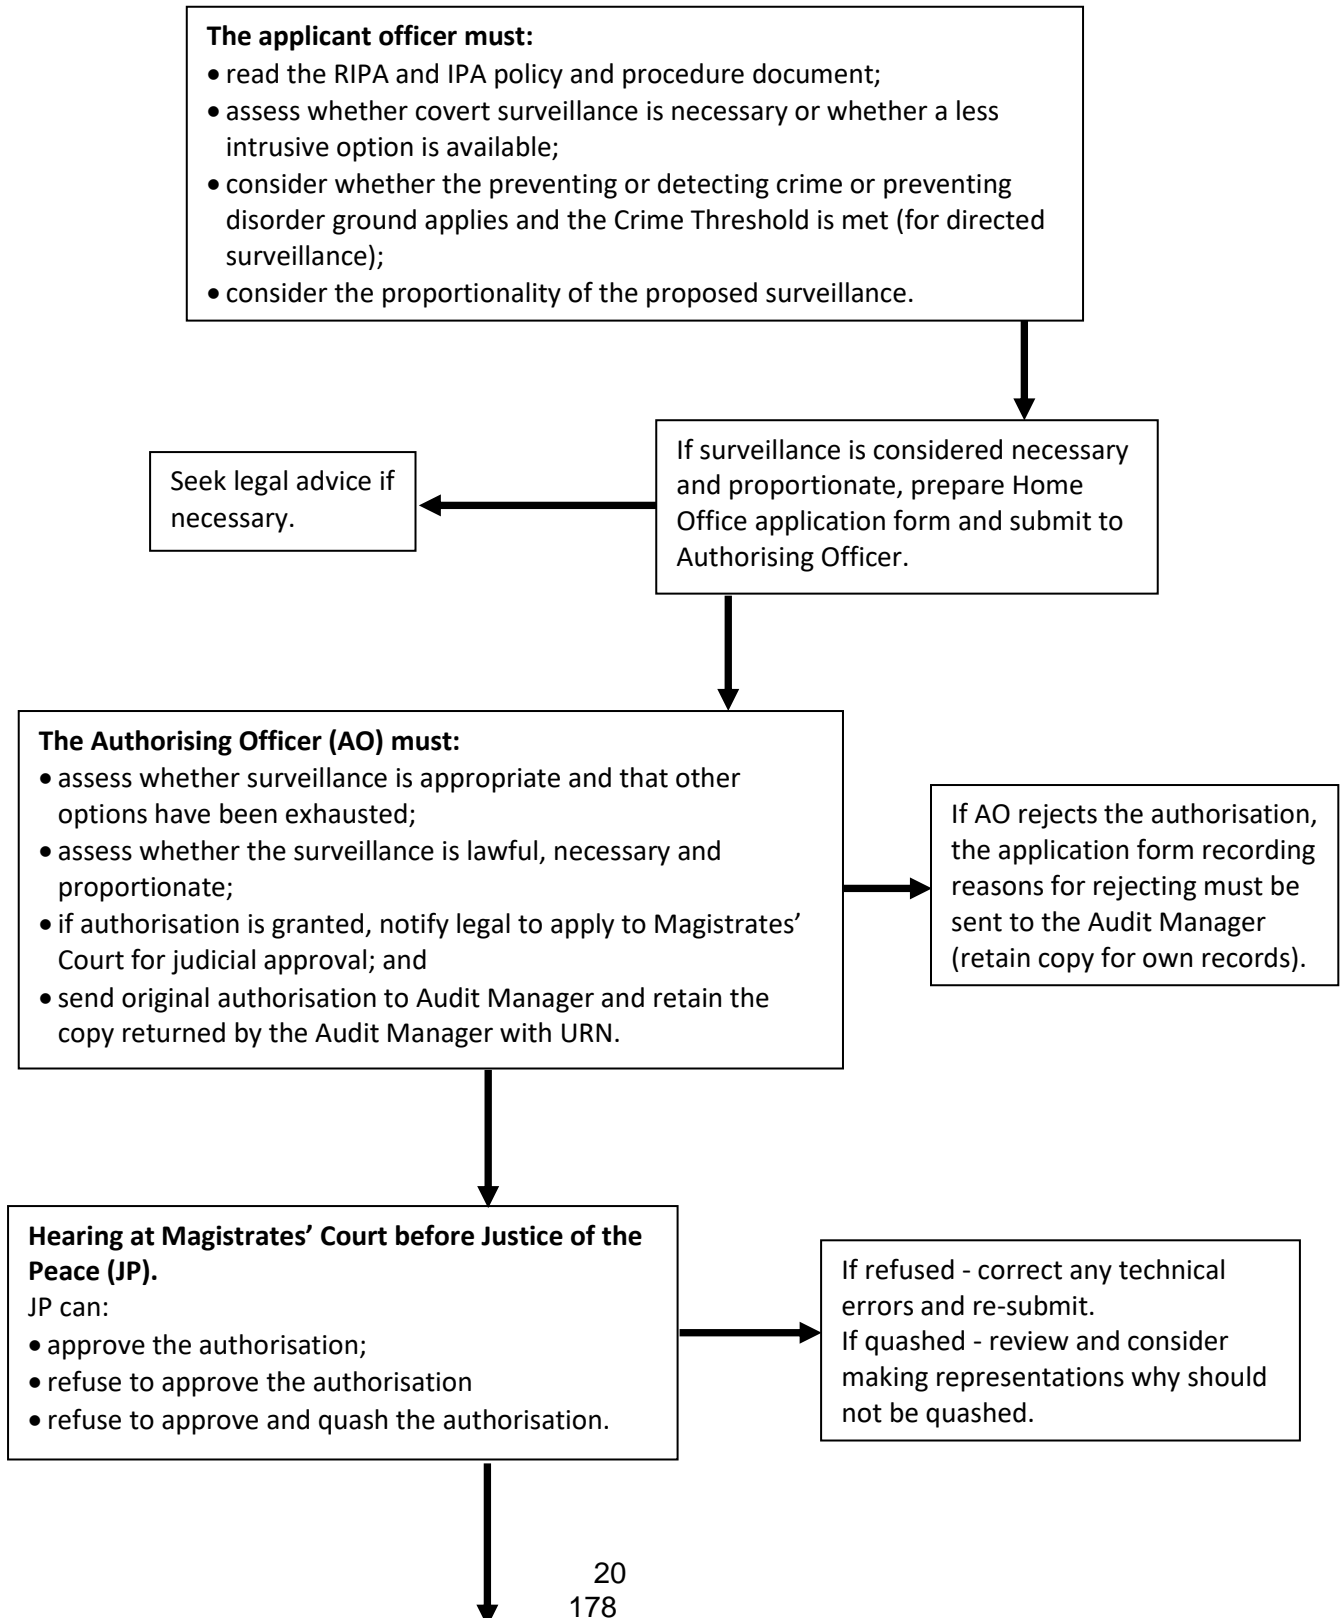 The applicant officer must:
• read the RIPA and IPA policy and procedure document;
• assess whether covert surveillance is necessary or whether a less
intrusive option is available;
• consider whether the preventing or detecting crime or preventing
disorder ground applies and the Crime Threshold is met (for directed
surveillance);
• consider the proportionality of the proposed surveillance.
If surveillance is considered necessary
and proportionate, prepare Home
Office application form and submit to
Authorising Officer.
Seek legal advice if
necessary.
The Authorising Officer (AO) must:
• assess whether surveillance is appropriate and that other
options have been exhausted;
• assess whether the surveillance is lawful, necessary and
proportionate;
• if authorisation is granted, notify legal to apply to Magistrates’
Court for judicial approval; and
• send original authorisation to Audit Manager and retain the
copy returned by the Audit Manager with URN.
If AO rejects the authorisation,
the application form recording
reasons for rejecting must be
sent to the Audit Manager
(retain copy for own records).
Hearing at Magistrates’ Court before Justice of the
Peace (JP).
JP can:
• approve the authorisation;
• refuse to approve the authorisation
• refuse to approve and quash the authorisation.
If refused - correct any technical
errors and re-submit.
If quashed - review and consider
making representations why should
not be quashed.
20
178